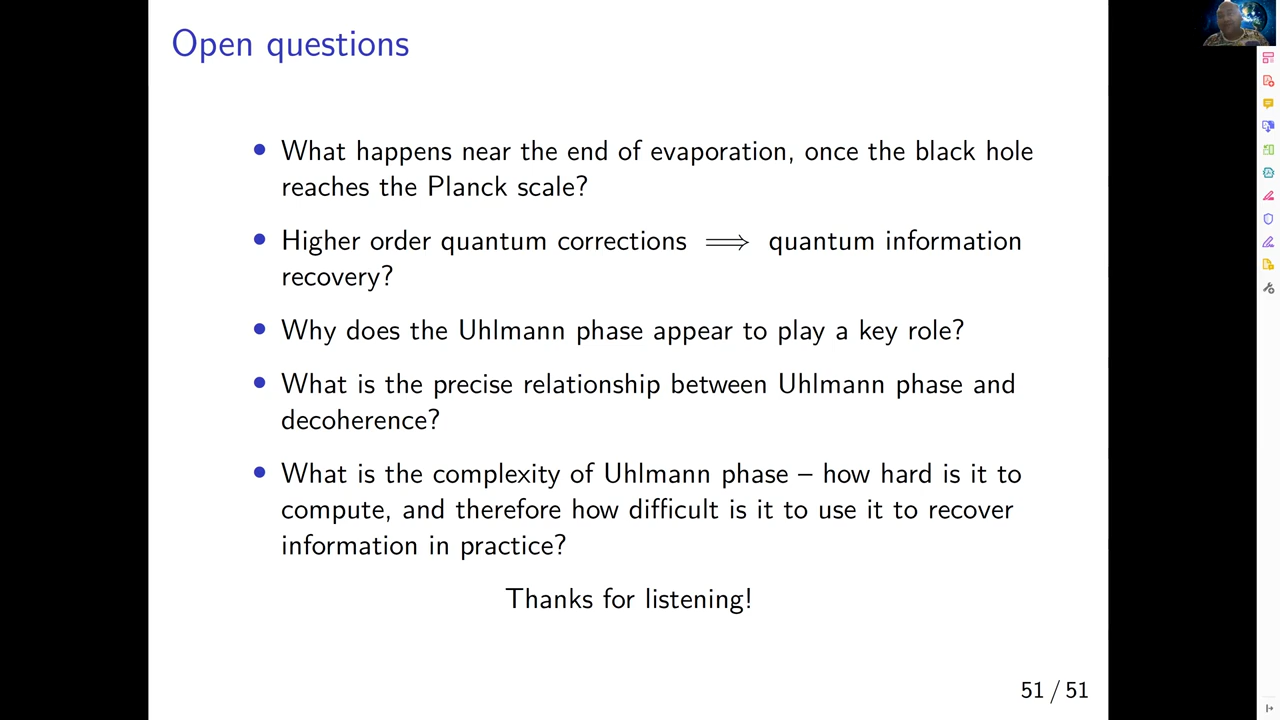 Open questions
• What happens near the end of evaporation, once the black hole
reaches the Planck scale?
• Higher order quantum corrections ⟹ quantum information
recovery?
• Why does the Uhlmann phase appear to play a key role?
• What is the precise relationship between Uhlmann phase and
decoherence?
• What is the complexity of Uhlmann phase – how hard is it to
compute, and therefore how difficult is it to use it to recover
information in practice?
Thanks for listening!
51 / 51